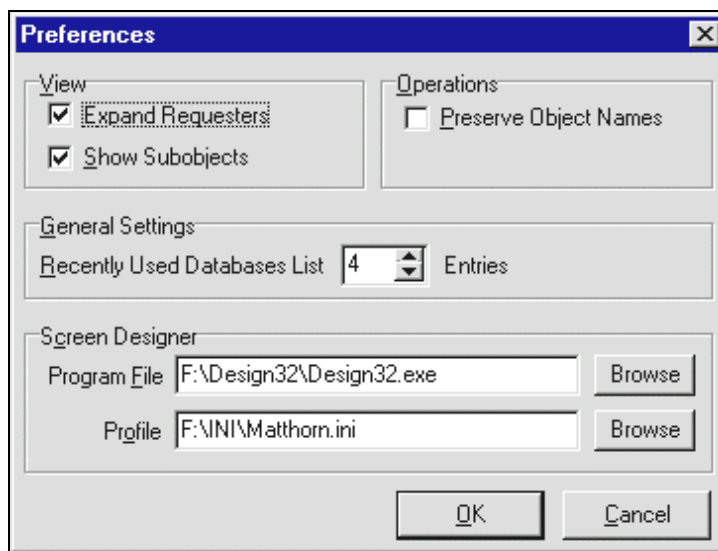 Preferences
View
Expand Requesters
Show Subobjects
Operations
Preserve Object Names
General Settings
Recently Used Databases List 4 Entries
Screen Designer
Program File F:\Design32\Design32.exe Browse
Profile F:\INI\Matthorn.ini Browse
OK Cancel